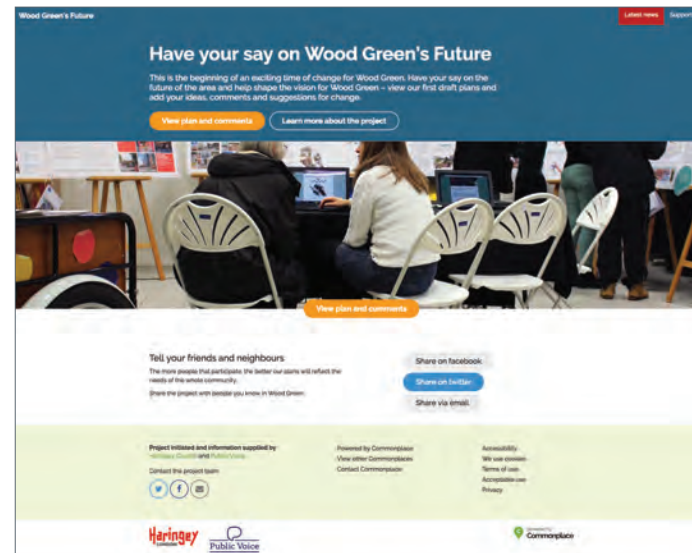 Wood Green's Future
Latest news
Support
Have your say on Wood Green's Future
This is the beginning of an exciting time of change for Wood Green. Have your say on the
future of the area and help shape the vision for Wood Green – view our first draft plans and
add your ideas, comments and suggestions for change.
View plan and comments
Learn more about the project
View plan and comments
Tell your friends and neighbours
The more people that participate, the better our plans will reflect the
needs of the whole community.
Share the project with people you know in Wood Green.
Share on facebook
Share on twitter
Share via email
Project initiated and information supplied by
Haringey Council and Public Voice
Contact the project team
Powered by Commonplace
View other Commonplaces
Contact Commonplace
Accessibility
We use cookies
Terms of use
Acceptable use
Privacy
Haringey
LONDON
Public Voice
Commonplace